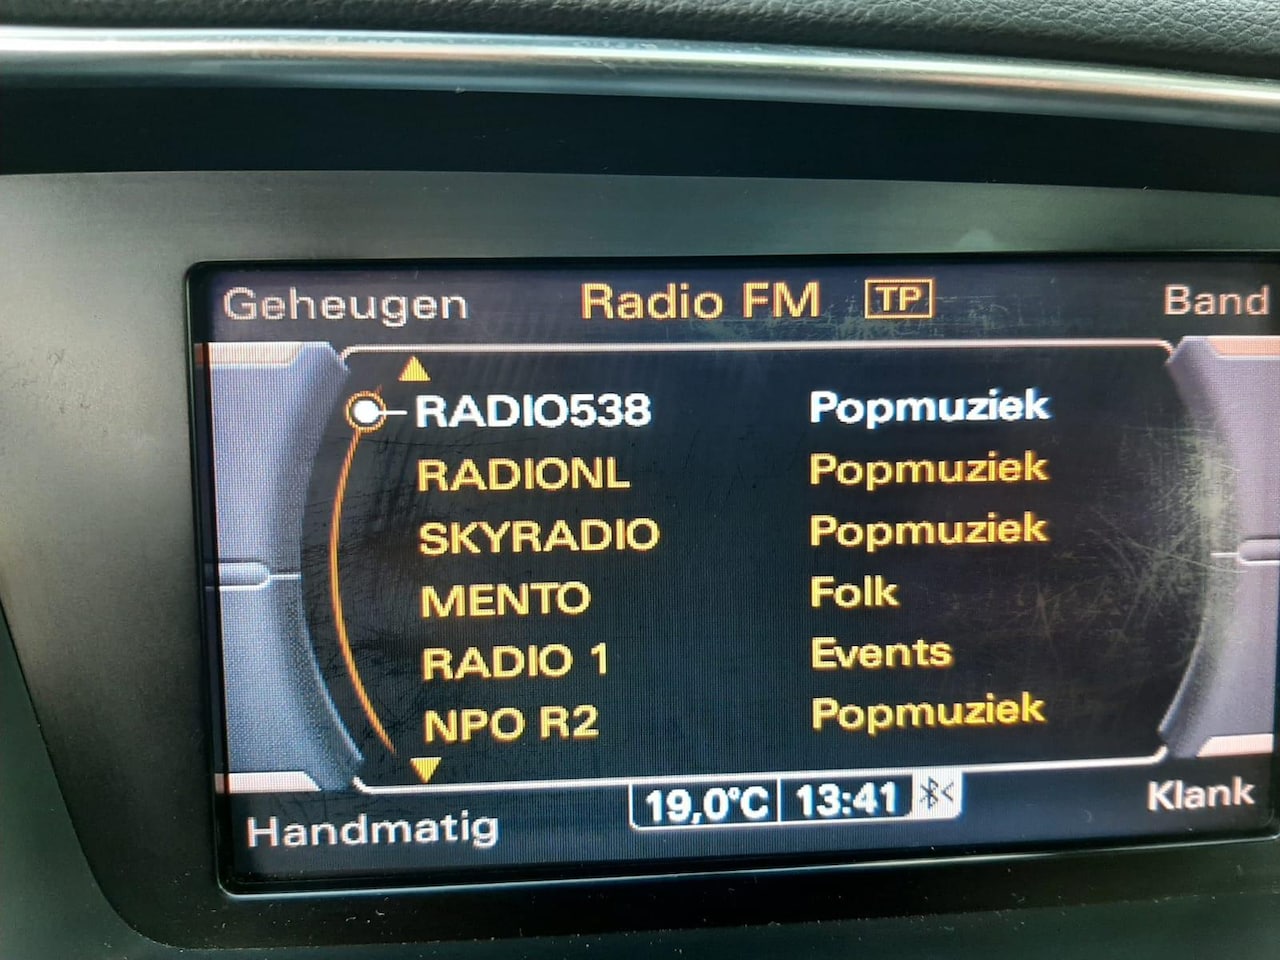 Geheugen Radio FM TP Band
RADIO538 Popmuziek
RADIONL Popmuziek
SKYRADIO Popmuziek
MENTO Folk
RADIO 1 Events
NPO R2 Popmuziek
Handmatig 19,0°C 13:41 Klank